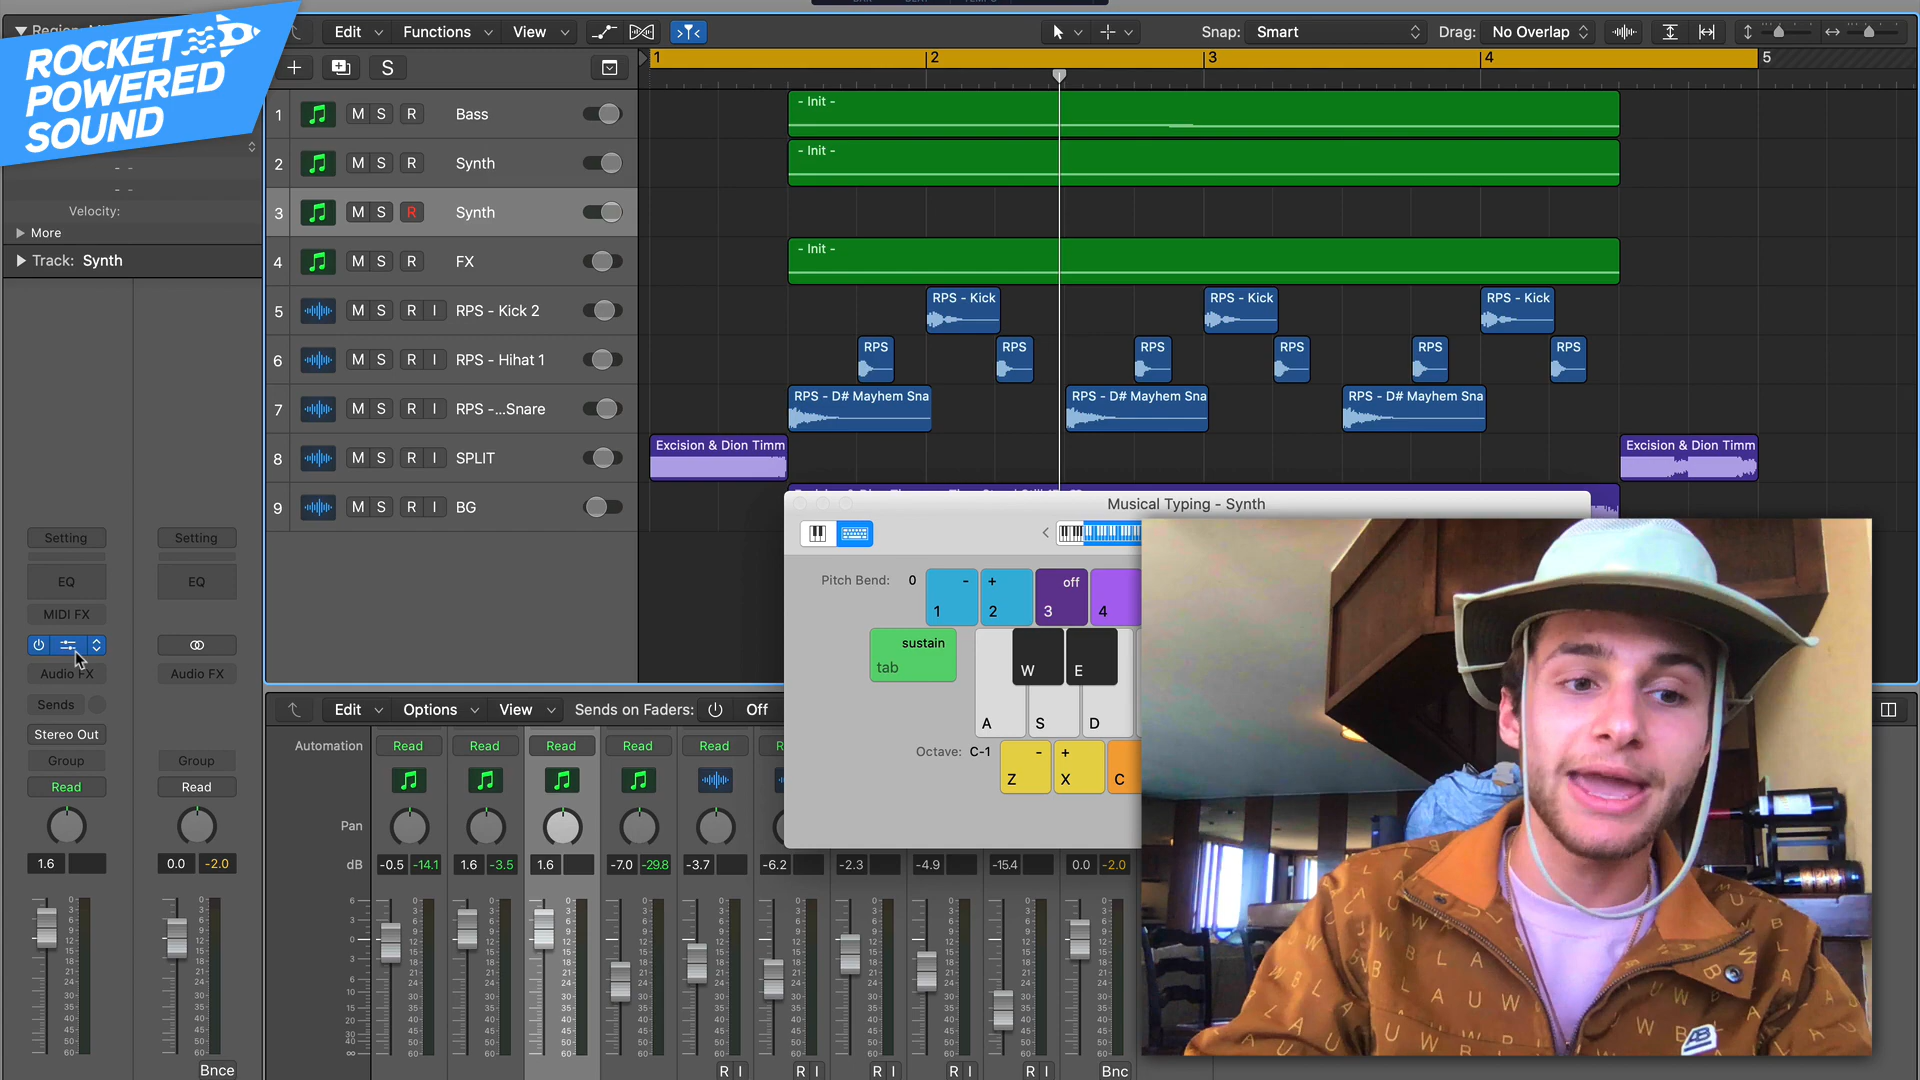 ROCKET
POWERED
SOUND
Edit Functions View Snap: Smart Drag: No Overlap
S
1 2 3 4 5
1 M S R Bass
- Init -
2 M S R Synth
- Init -
3 M S R Synth
4 M S R FX
- Init -
5 M S R I RPS - Kick 2
RPS - Kick RPS - Kick RPS - Kick
6 M S R I RPS - Hihat 1
RPS RPS RPS RPS RPS RPS
7 M S R I RPS -...Snare
RPS - D# Mayhem Sna RPS - D# Mayhem Sna RPS - D# Mayhem Sna
8 M S R I SPLIT
Excision & Dion Timm Excision & Dion Timm
9 M S R I BG
Velocity:
More
Track: Synth
Setting Setting
EQ EQ
MIDI FX
Audio FX Audio FX
Sends
Stereo Out
Group Group
Read Read
1.6 0.0 -2.0
Bnce
Musical Typing - Synth
Pitch Bend: 0 - + off
1 2 3 4
sustain
tab
W E
A S D
Octave: C-1 - +
Z X C
Edit Options View Sends on Faders: Off
Automation Read Read Read Read Read
Pan
dB -0.5 -14.1 1.6 -3.5 1.6 -7.0 -29.8 -3.7 -6.2 -2.3 -4.9 -15.4 0.0 -2.0
R I R I R I R I R I Bnc